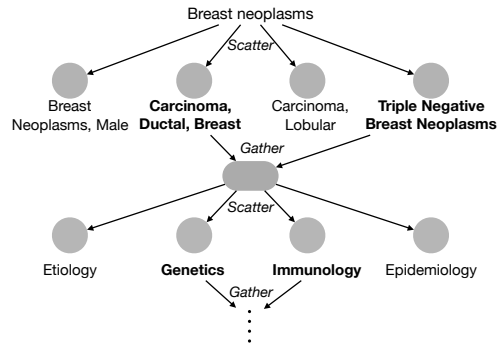 Breast neoplasms
Scatter
Breast
Neoplasms, Male
Carcinoma,
Ductal, Breast
Carcinoma,
Lobular
Triple Negative
Breast Neoplasms
Gather
Scatter
Etiology
Genetics
Immunology
Epidemiology
Gather